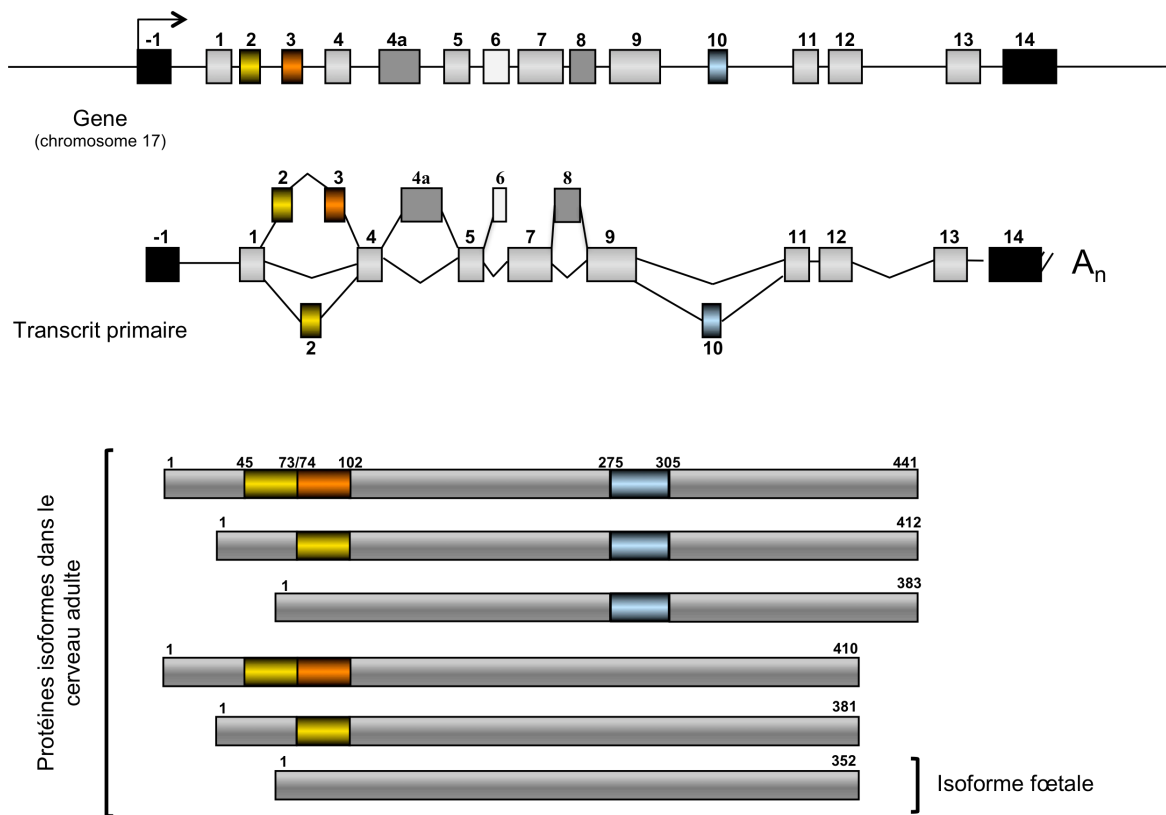 -1 1 2 3 4 4a 5 6 7 8 9 10 11 12 13 14
Gene
(chromosome 17)
2 3 4a 6 8
-1 1 4 5 7 9 11 12 13 14
An
Transcrit primaire
2 10
Protéines isoformes dans le
cerveau adulte
1 45 73/74 102 275 305 441
1 412
1 383
1 410
1 381
1 352
Isoforme fœtale